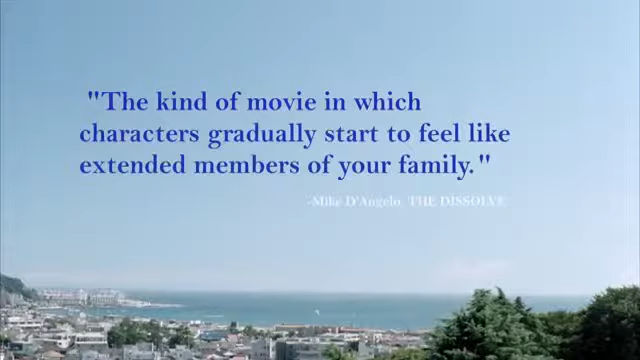 "The kind of movie in which
characters gradually start to feel like
extended members of your family."
-Mike D'Angelo, THE DISSOLVE